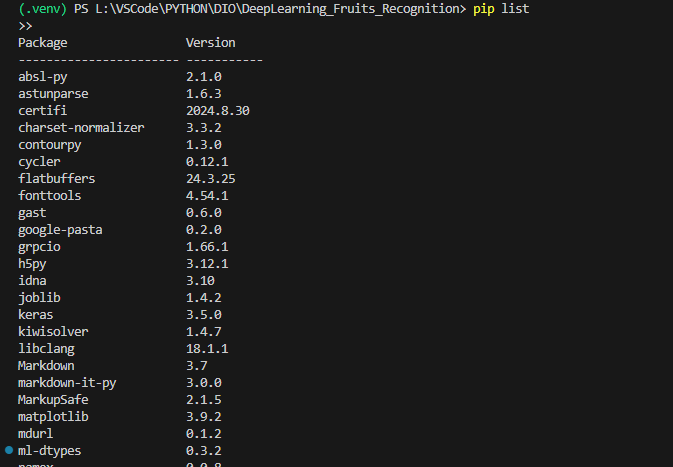 (.venv) PS L:\VSCode\PYTHON\DIO\DeepLearning_Fruits_Recognition> pip list
>>
Package Version
----------------------- -----------
absl-py 2.1.0
astunparse 1.6.3
certifi 2024.8.30
charset-normalizer 3.3.2
contourpy 1.3.0
cycler 0.12.1
flatbuffers 24.3.25
fonttools 4.54.1
gast 0.6.0
google-pasta 0.2.0
grpcio 1.66.1
h5py 3.12.1
idna 3.10
joblib 1.4.2
keras 3.5.0
kiwisolver 1.4.7
libclang 18.1.1
Markdown 3.7
markdown-it-py 3.0.0
MarkupSafe 2.1.5
matplotlib 3.9.2
mdurl 0.1.2
ml-dtypes 0.3.2